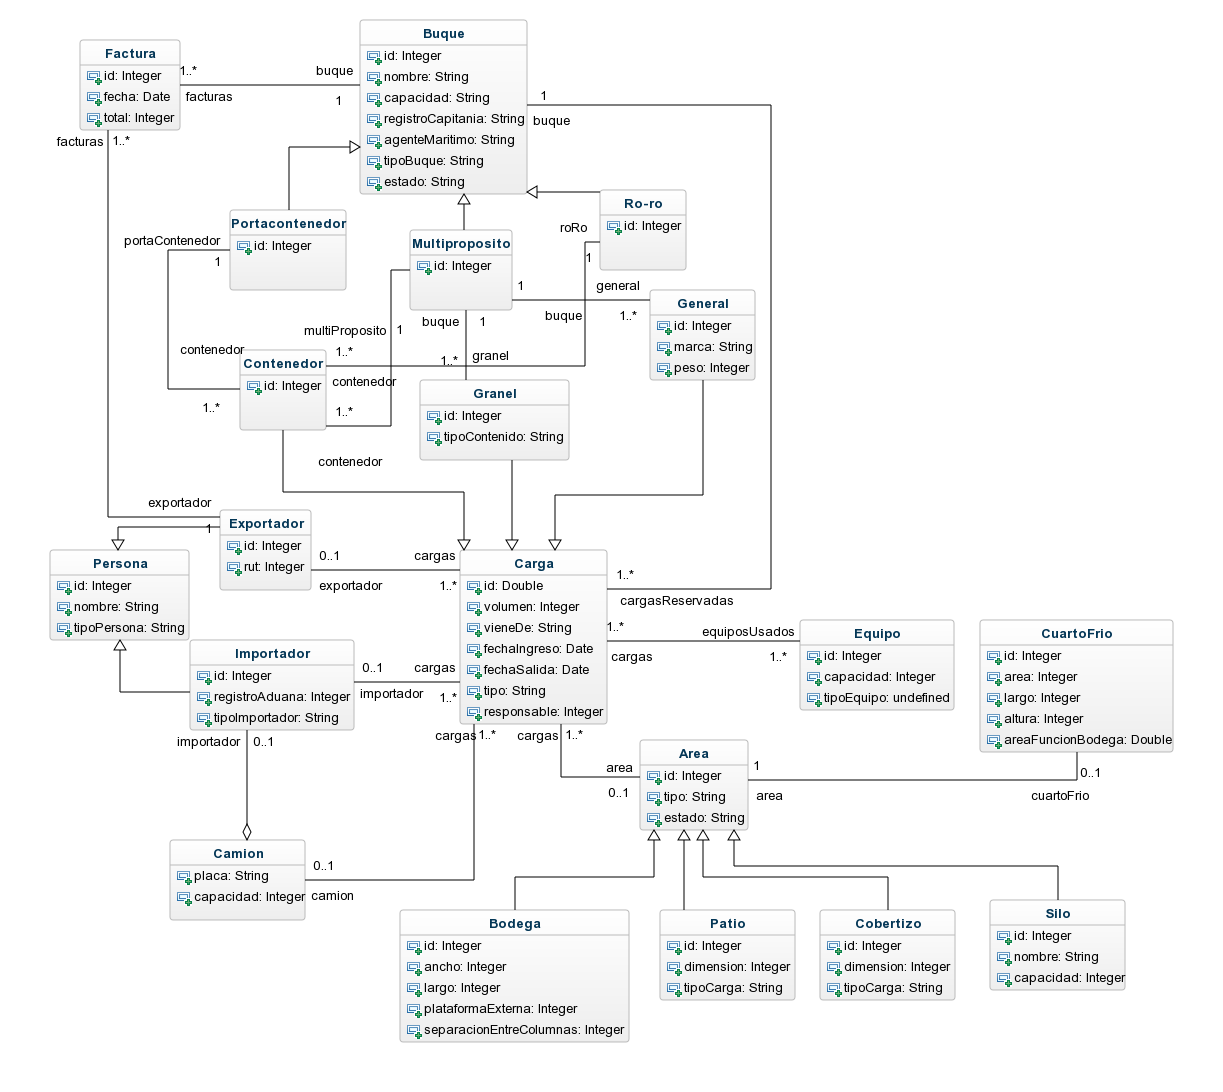 Buque
id: Integer
nombre: String
capacidad: String
registroCapitania: String
agenteMaritimo: String
tipoBuque: String
estado: String
Factura
id: Integer
fecha: Date
total: Integer
1..*
facturas
buque
1
facturas
1..*
1
buque
Portacontenedor
id: Integer
portaContenedor
1
Multiproposito
id: Integer
Ro-ro
id: Integer
roRo
1
1
general
buque
1..*
General
id: Integer
marca: String
peso: Integer
multiProposito
1
buque
1
contenedor
1..*
Contenedor
id: Integer
1..*
contenedor
1..*
1..*
granel
Granel
id: Integer
tipoContenido: String
contenedor
exportador
1
Exportador
id: Integer
rut: Integer
0..1
exportador
cargas
1..*
Persona
id: Integer
nombre: String
tipoPersona: String
Carga
id: Double
volumen: Integer
vieneDe: String
fechaIngreso: Date
fechaSalida: Date
tipo: String
responsable: Integer
1..*
cargasReservadas
1..*
cargas
equiposUsados
1..*
Equipo
id: Integer
capacidad: Integer
tipoEquipo: undefined
CuartoFrio
id: Integer
area: Integer
largo: Integer
altura: Integer
areaFuncionBodega: Double
Importador
id: Integer
registroAduana: Integer
tipoImportador: String
0..1
importador
cargas
1..*
importador
0..1
cargas
1..*
cargas
1..*
area
0..1
Area
id: Integer
tipo: String
estado: String
1
area
0..1
cuartoFrio
Camion
placa: String
capacidad: Integer
0..1
camion
Bodega
id: Integer
ancho: Integer
largo: Integer
plataformaExterna: Integer
separacionEntreColumnas: Integer
Patio
id: Integer
dimension: Integer
tipoCarga: String
Cobertizo
id: Integer
dimension: Integer
tipoCarga: String
Silo
id: Integer
nombre: String
capacidad: Integer